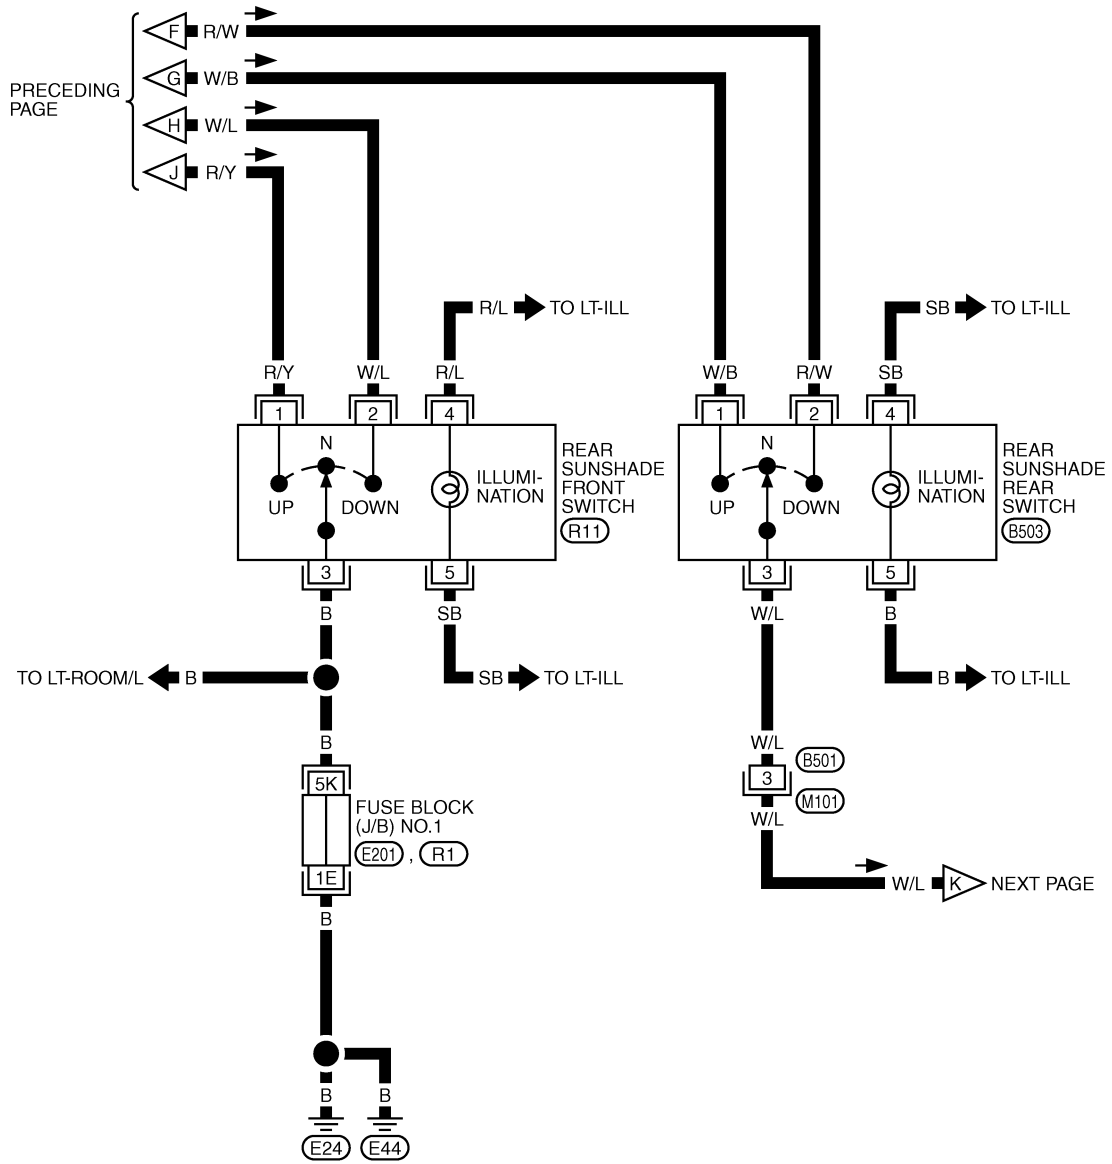 F R/W
PRECEDING
PAGE
G W/B
H W/L
J R/Y
R/L TO LT-ILL
SB TO LT-ILL
R/Y W/L R/L
W/B R/W SB
1 2 4
1 2 4
N
UP DOWN
ILLUMI-
NATION
REAR
SUNSHADE
FRONT
SWITCH
R11
N
UP DOWN
ILLUMI-
NATION
REAR
SUNSHADE
REAR
SWITCH
B503
3 5
3 5
B SB
W/L B
TO LT-ROOM/L B
SB TO LT-ILL
B TO LT-ILL
B
W/L
B501
5K
3
M101
FUSE BLOCK
(J/B) NO.1
W/L
E201 , R1
1E
W/L K NEXT PAGE
B
B B
E24 E44